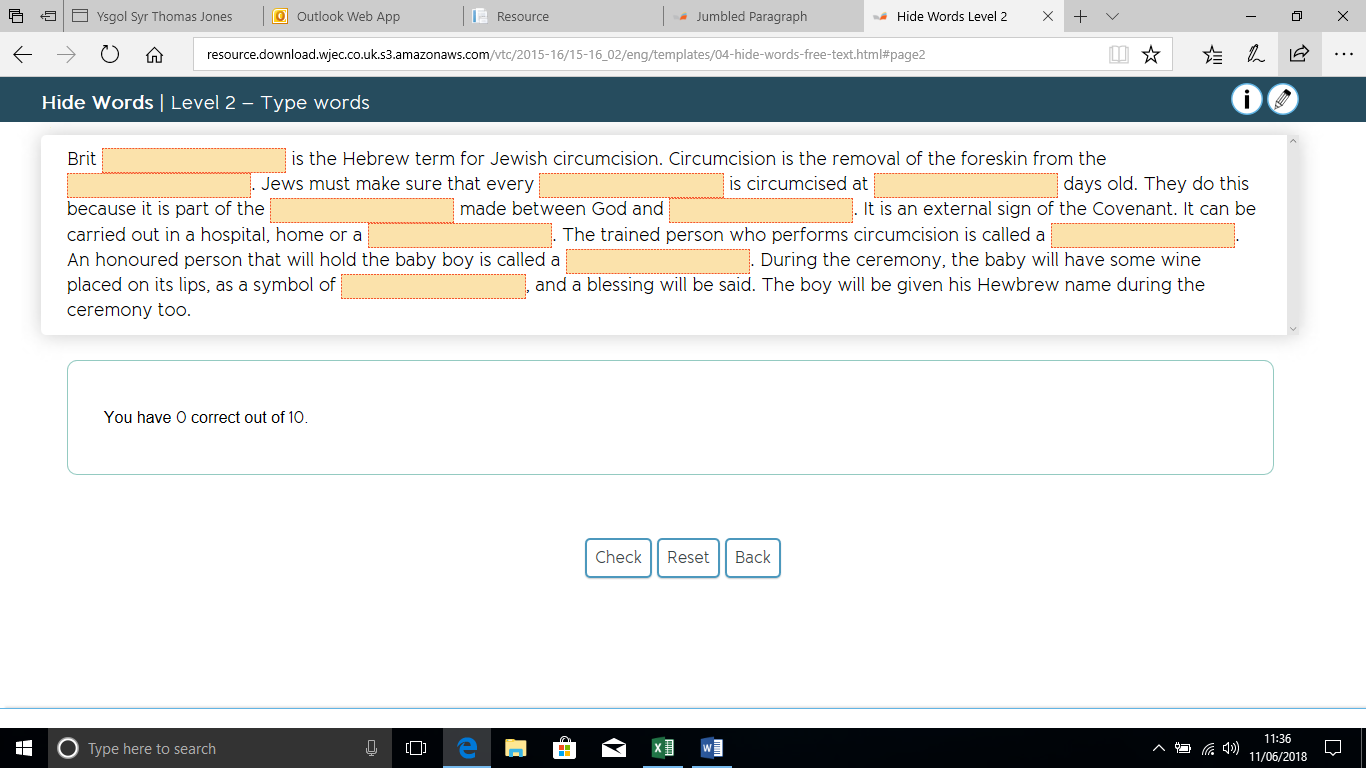 Ysgol Syr Thomas Jones
Outlook Web App
Resource
Jumbled Paragraph
Hide Words Level 2
resource.download.wjec.co.uk.s3.amazonaws.com/vtc/2015-16/15-16_02/eng/templates/04-hide-words-free-text.html#page2
Hide Words | Level 2 – Type words
Brit is the Hebrew term for Jewish circumcision. Circumcision is the removal of the foreskin from the
. Jews must make sure that every is circumcised at days old. They do this
because it is part of the made between God and . It is an external sign of the Covenant. It can be
carried out in a hospital, home or a . The trained person who performs circumcision is called a .
An honoured person that will hold the baby boy is called a . During the ceremony, the baby will have some wine
placed on its lips, as a symbol of , and a blessing will be said. The boy will be given his Hewbrew name during the
ceremony too.
You have 0 correct out of 10.
Check
Reset
Back
Type here to search
11:36
11/06/2018